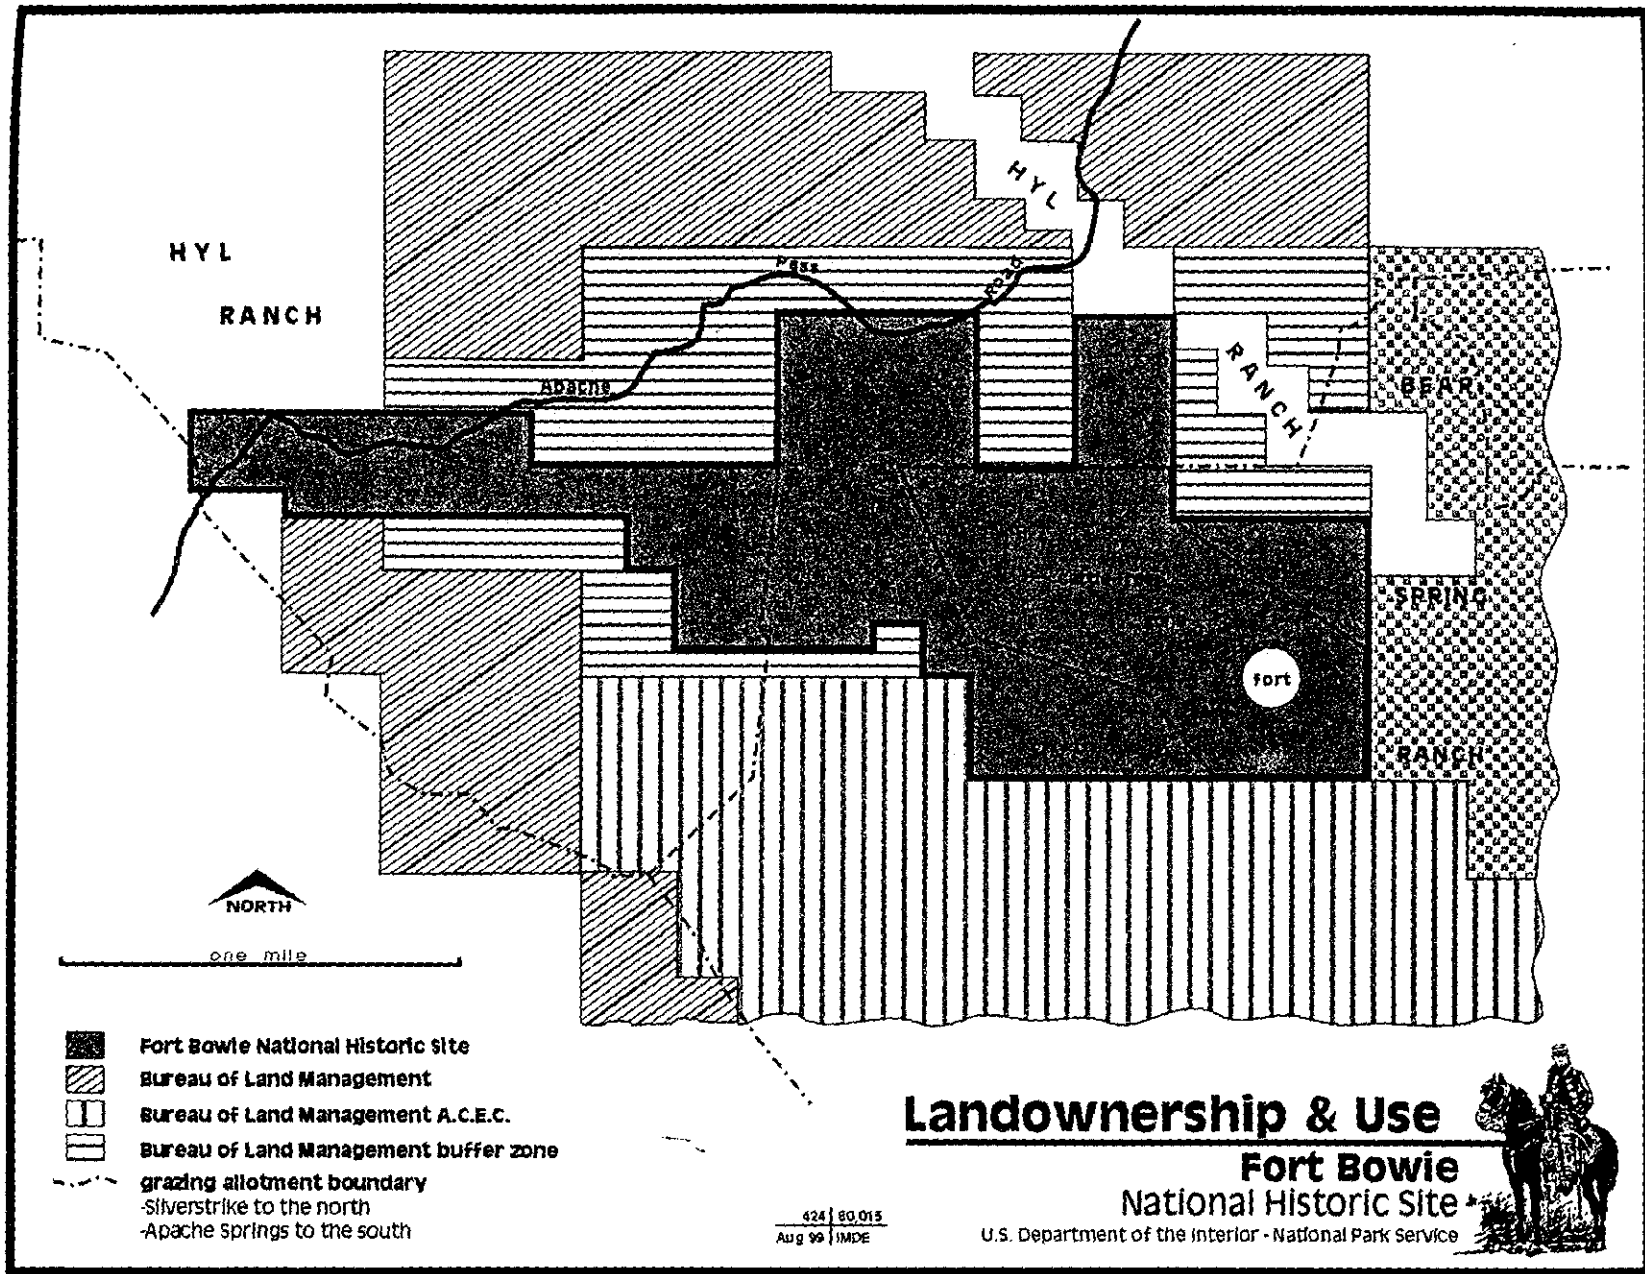 HYL
HYL
RANCH
Pass
Road
Apache
RANCH
BEAR
SPRING
fort
RANCH
NORTH
one mile
Fort Bowie National Historic Site
Bureau of Land Management
Bureau of Land Management A.C.E.C.
Bureau of Land Management buffer zone
grazing allotment boundary
-Silverstrike to the north
-Apache Springs to the south
Landownership & Use
Fort Bowie
National Historic Site
U.S. Department of the Interior - National Park Service
424 | 80,015
Aug 99 | IMDE